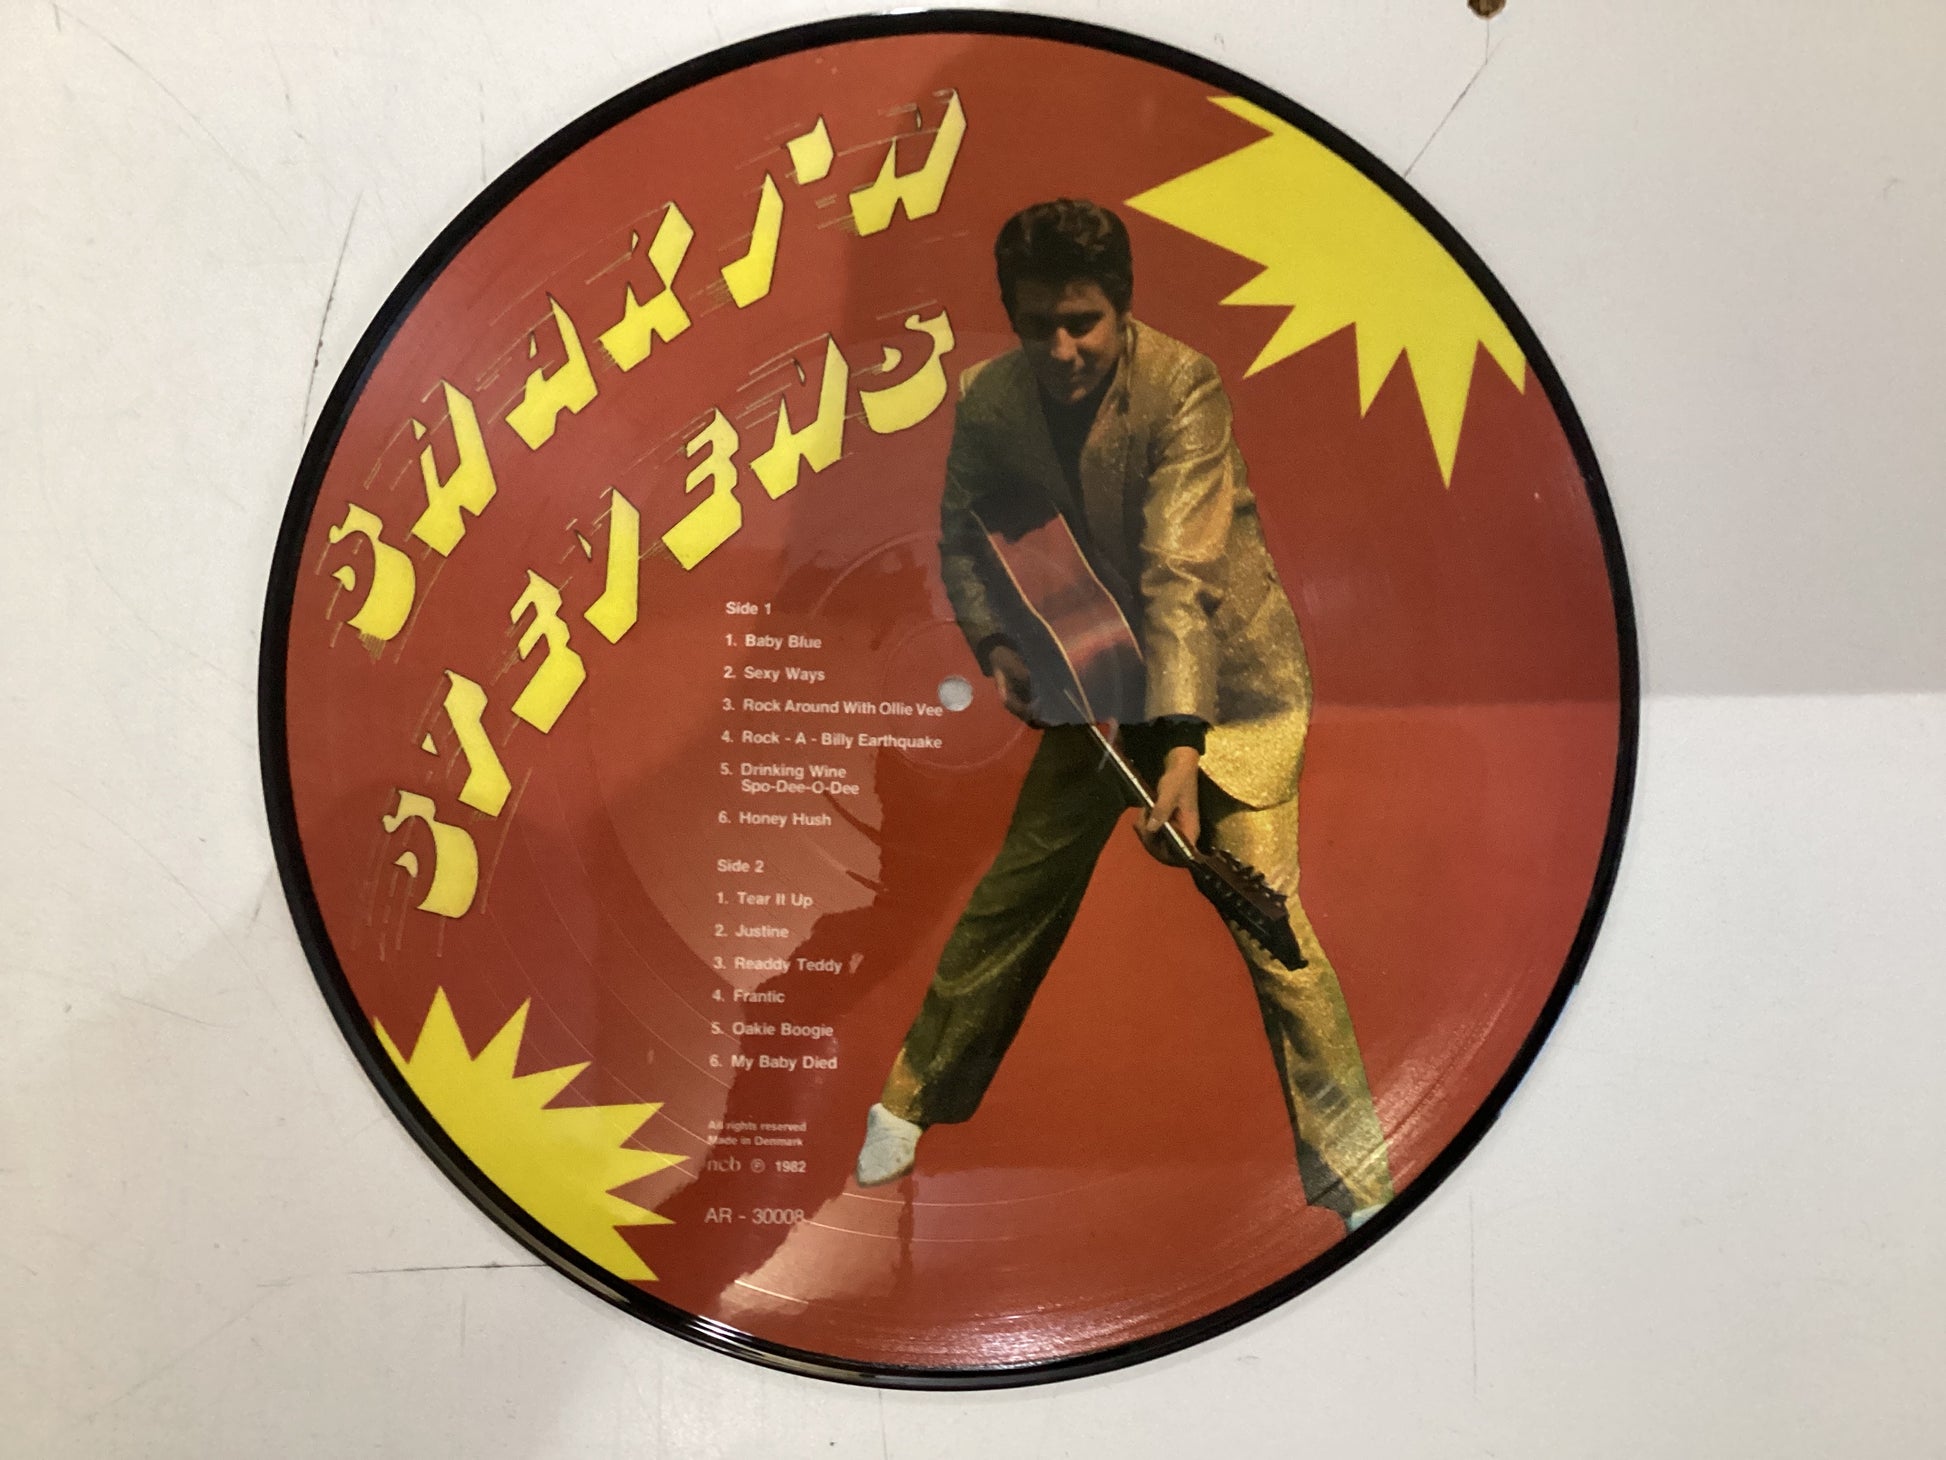 SHAKIN'
STEVENS
Side 1
1. Baby Blue
2. Sexy Ways
3. Rock Around With Ollie Vee
4. Rock - A - Billy Earthquake
5. Drinking Wine
Spo-Dee-O-Dee
6. Honey Hush
Side 2
1. Tear It Up
2. Justine
3. Readdy Teddy
4. Frantic
5. Oakie Boogie
6. My Baby Died
All rights reserved
Made in Denmark
ncb ℗ 1982
AR - 30008